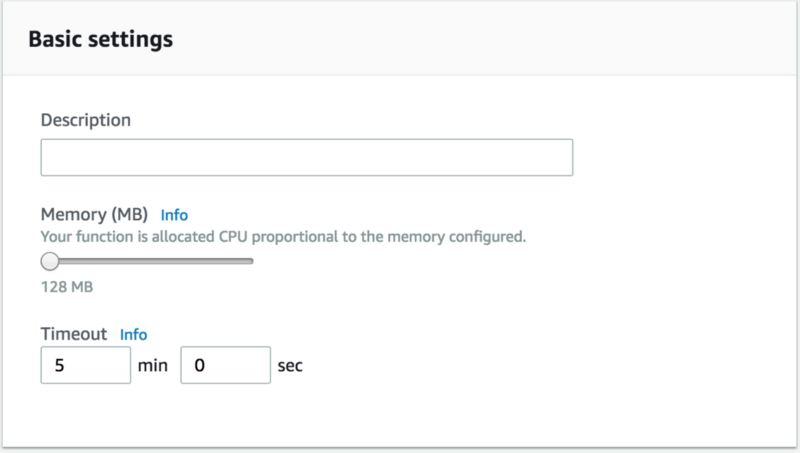 Basic settings
Description
Memory (MB) Info
Your function is allocated CPU proportional to the memory configured.
128 MB
Timeout Info
5 min 0 sec